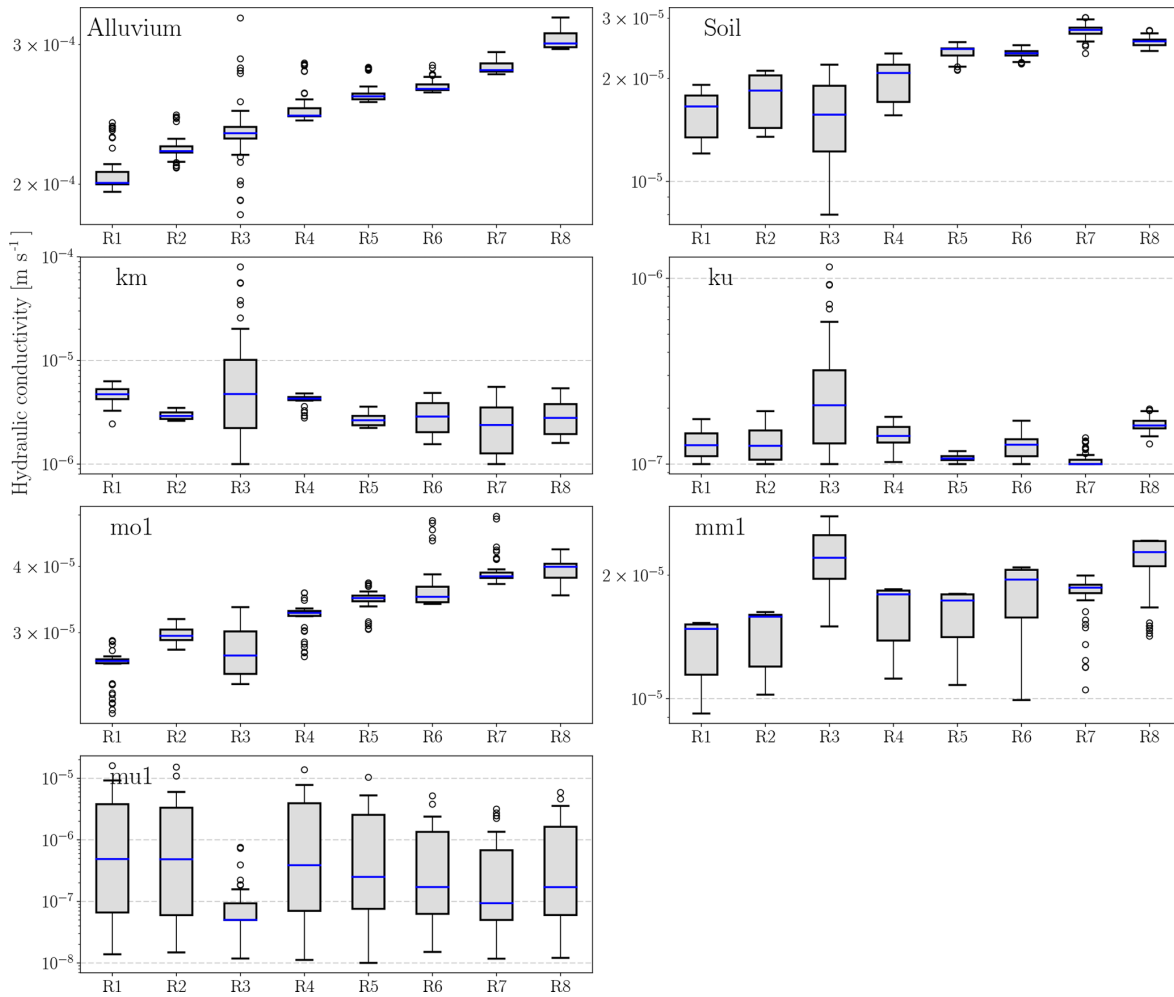 Alluvium
3 × 10⁻⁴
2 × 10⁻⁴
R1 R2 R3 R4 R5 R6 R7 R8
Soil
3 × 10⁻⁵
2 × 10⁻⁵
10⁻⁵
R1 R2 R3 R4 R5 R6 R7 R8
Hydraulic conductivity [m s⁻¹]
km
10⁻⁴
10⁻⁵
10⁻⁶
R1 R2 R3 R4 R5 R6 R7 R8
ku
10⁻⁶
10⁻⁷
R1 R2 R3 R4 R5 R6 R7 R8
mo1
4 × 10⁻⁵
3 × 10⁻⁵
R1 R2 R3 R4 R5 R6 R7 R8
mm1
2 × 10⁻⁵
10⁻⁵
R1 R2 R3 R4 R5 R6 R7 R8
mu1
10⁻⁵
10⁻⁶
10⁻⁷
10⁻⁸
R1 R2 R3 R4 R5 R6 R7 R8